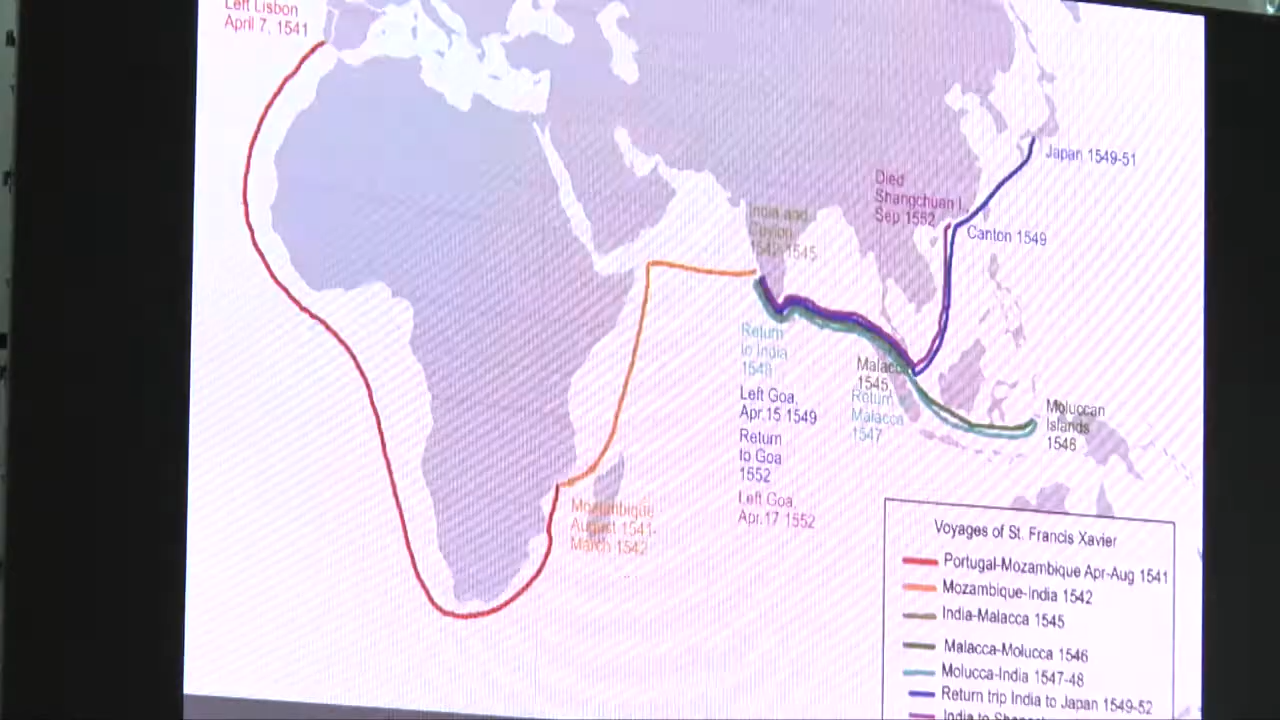 Left Lisbon
April 7, 1541
Japan 1549-51
Died
Shangchuan I.,
Sep 1552
Canton 1549
India and
Ceylon
1542-1545
Return
to India
1548
Left Goa,
Apr.15 1549
Return
to Goa
1552
Left Goa,
Apr.17 1552
Malacca
1545
Return
Malacca
1547
Moluccan
Islands
1546
Mozambique
August 1541-
March 1542
Voyages of St. Francis Xavier
Portugal-Mozambique Apr-Aug 1541
Mozambique-India 1542
India-Malacca 1545
Malacca-Molucca 1546
Molucca-India 1547-48
Return trip India to Japan 1549-52
India to